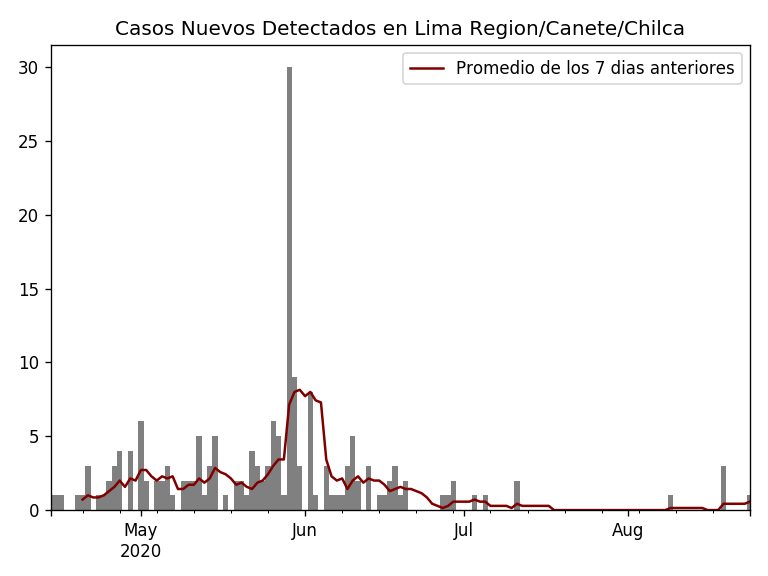 Casos Nuevos Detectados en Lima Region/Canete/Chilca
Promedio de los 7 dias anteriores
30
25
20
15
10
5
0
May Jun Jul Aug
2020